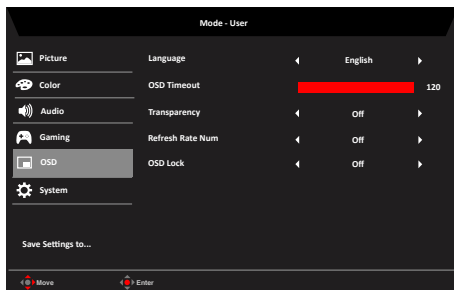 Mode - User
Picture
Language
English
Color
OSD Timeout
120
Audio
Transparency
Off
Gaming
Refresh Rate Num
Off
OSD
OSD Lock
Off
System
Save Settings to...
Move
Enter